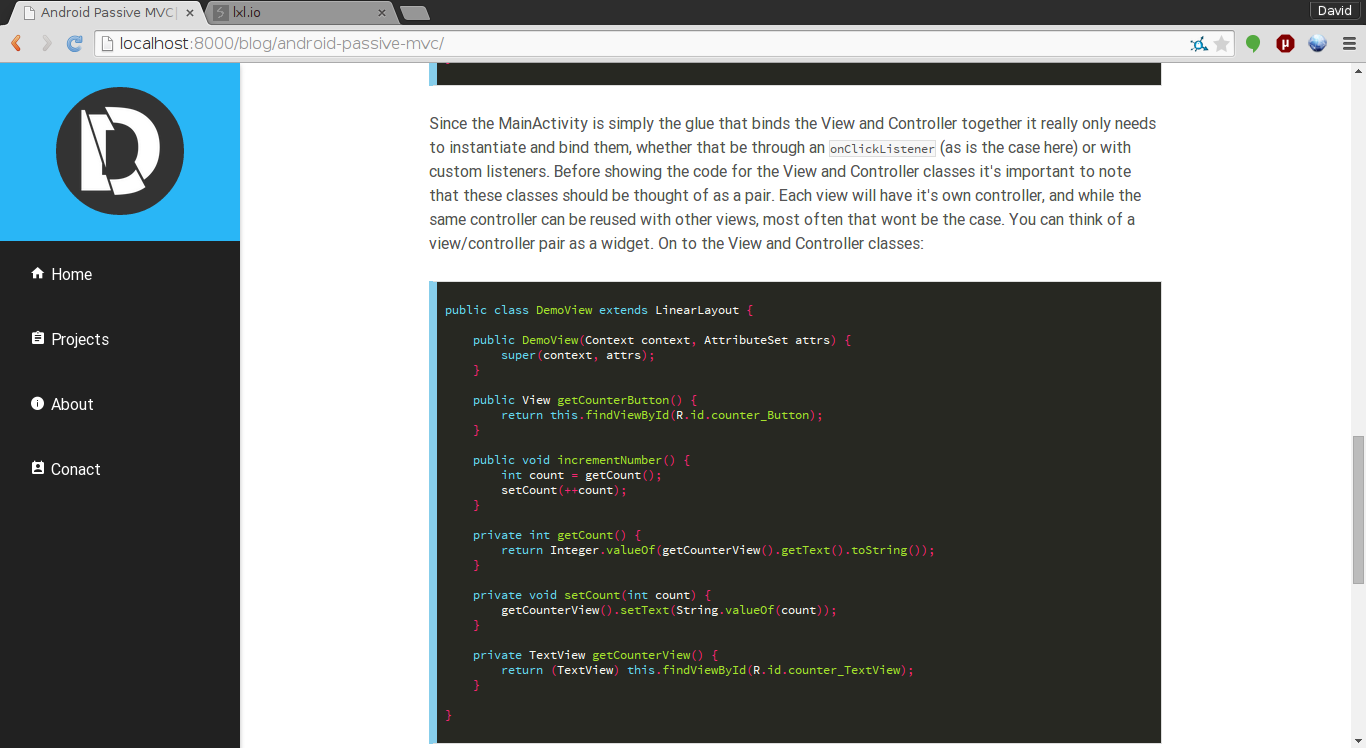 Android Passive MVC
lxl.io
David
localhost:8000/blog/android-passive-mvc/
Home
Projects
About
Conact
Since the MainActivity is simply the glue that binds the View and Controller together it really only needs
to instantiate and bind them, whether that be through an onClickListener (as is the case here) or with
custom listeners. Before showing the code for the View and Controller classes it's important to note
that these classes should be thought of as a pair. Each view will have it's own controller, and while the
same controller can be reused with other views, most often that wont be the case. You can think of a
view/controller pair as a widget. On to the View and Controller classes:
public class DemoView extends LinearLayout {
public DemoView(Context context, AttributeSet attrs) {
super(context, attrs);
}
public View getCounterButton() {
return this.findViewById(R.id.counter_Button);
}
public void incrementNumber() {
int count = getCount();
setCount(++count);
}
private int getCount() {
return Integer.valueOf(getCounterView().getText().toString());
}
private void setCount(int count) {
getCounterView().setText(String.valueOf(count));
}
private TextView getCounterView() {
return (TextView) this.findViewById(R.id.counter_TextView);
}
}